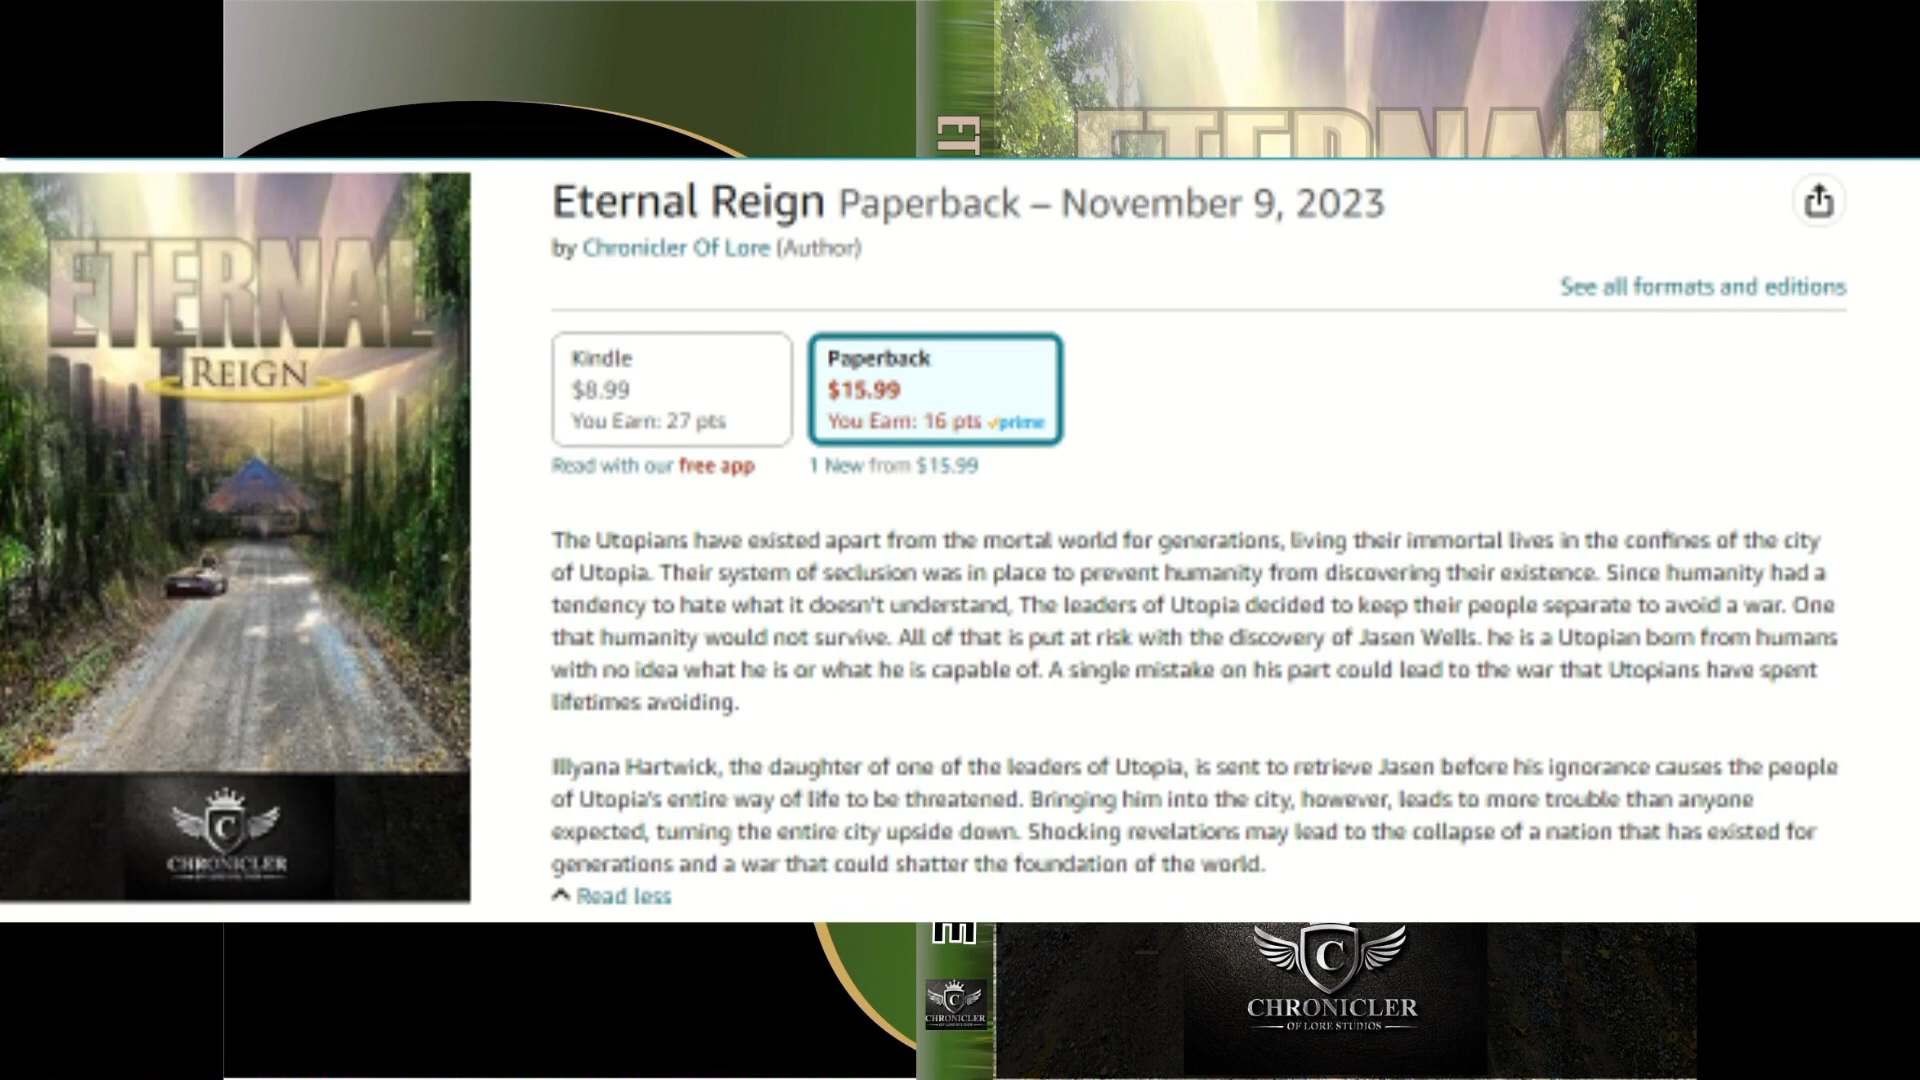 ET
ETERNAL
ETERNAL
REIGN
CHRONICLER
Eternal Reign Paperback – November 9, 2023
by Chronicler Of Lore (Author)
See all formats and editions
Kindle
$8.99
You Earn: 27 pts
Read with our free app
Paperback
$15.99
You Earn: 16 pts prime
1 New from $15.99
The Utopians have existed apart from the mortal world for generations, living their immortal lives in the confines of the city
of Utopia. Their system of seclusion was in place to prevent humanity from discovering their existence. Since humanity had a
tendency to hate what it doesn't understand, The leaders of Utopia decided to keep their people separate to avoid a war. One
that humanity would not survive. All of that is put at risk with the discovery of Jasen Wells. he is a Utopian born from humans
with no idea what he is or what he is capable of. A single mistake on his part could lead to the war that Utopians have spent
lifetimes avoiding.
Illyana Hartwick, the daughter of one of the leaders of Utopia, is sent to retrieve Jasen before his ignorance causes the people
of Utopia's entire way of life to be threatened. Bringing him into the city, however, leads to more trouble than anyone
expected, turning the entire city upside down. Shocking revelations may lead to the collapse of a nation that has existed for
generations and a war that could shatter the foundation of the world.
Read less
E
C
CHRONICLER
C
CHRONICLER
OF LORE STUDIOS